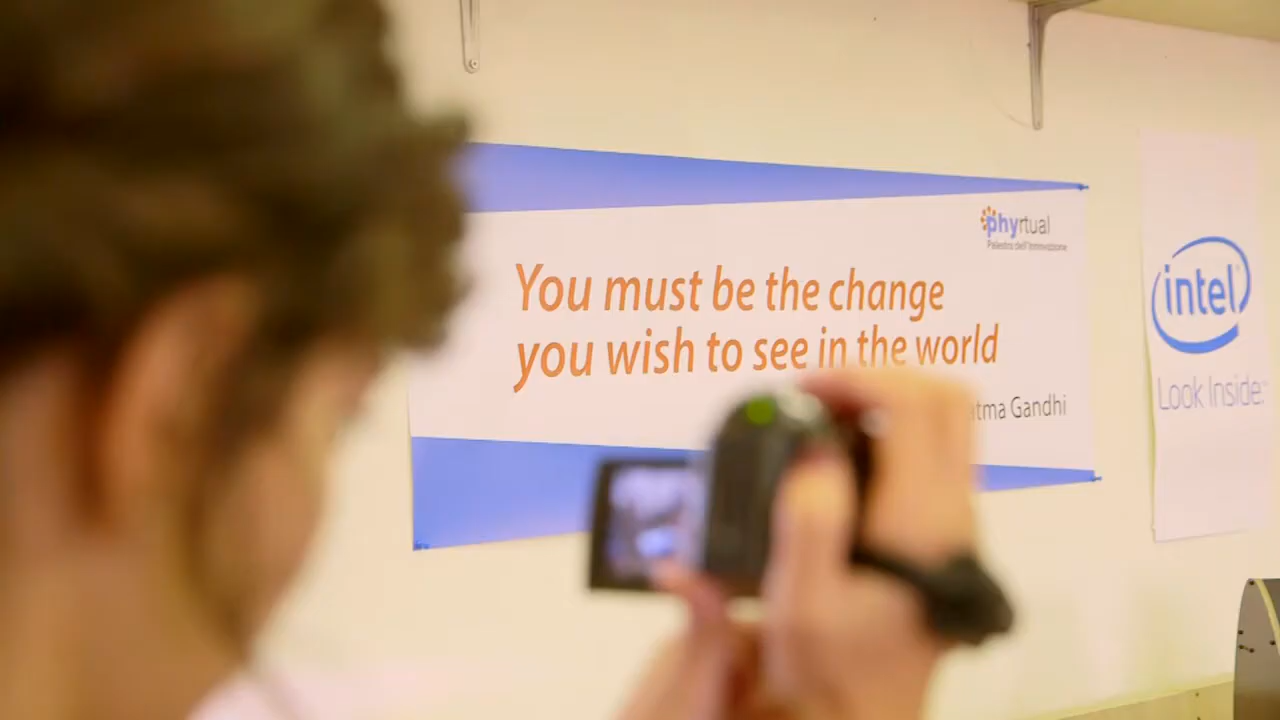 phyrtual
Palestra dell'Innovazione
You must be the change
you wish to see in the world
Gandhi
intel
Look Inside.™